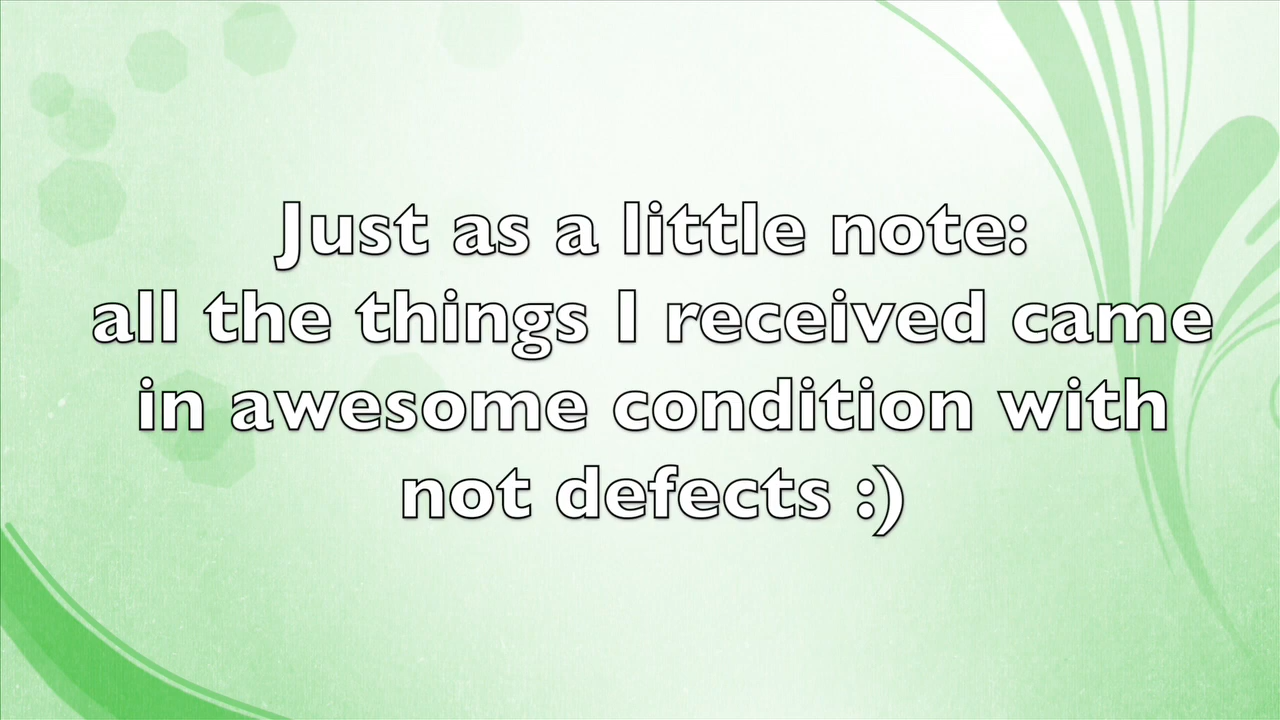 Just as a little note:
all the things I received came
in awesome condition with
not defects :)